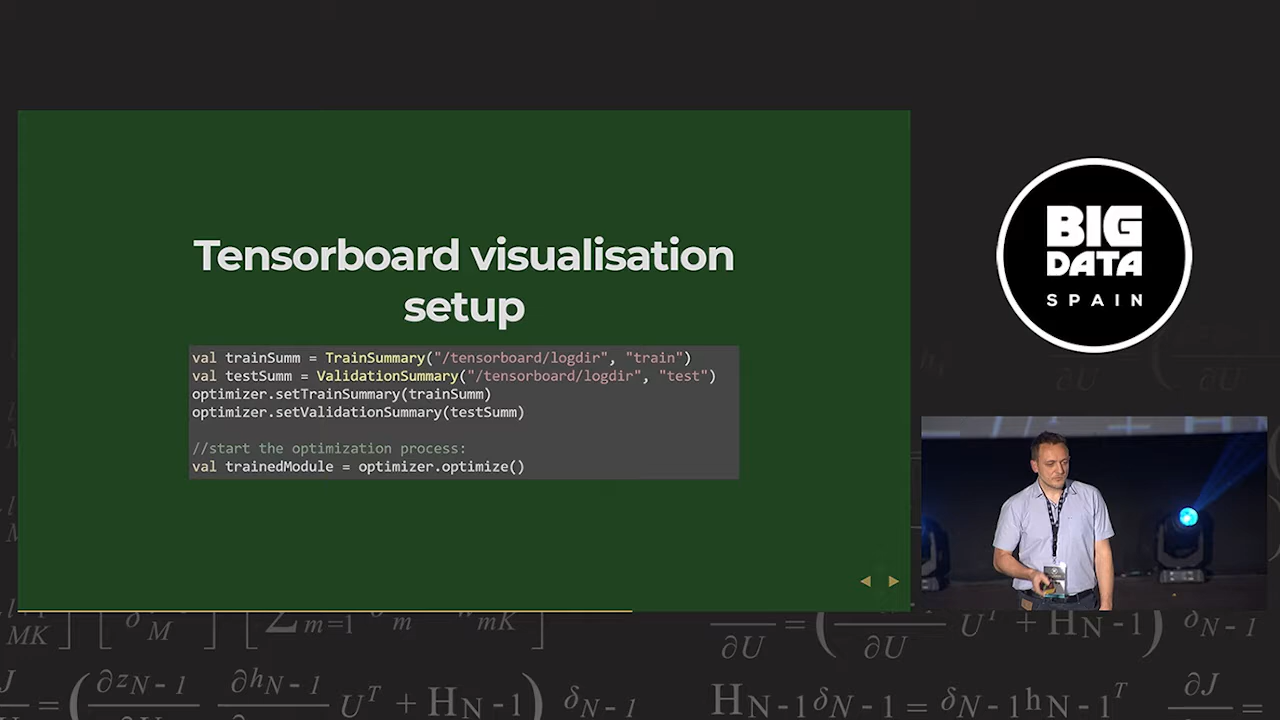 Tensorboard visualisation
setup
val trainSumm = TrainSummary("/tensorboard/logdir", "train")
val testSumm = ValidationSummary("/tensorboard/logdir", "test")
optimizer.setTrainSummary(trainSumm)
optimizer.setValidationSummary(testSumm)
//start the optimization process:
val trainedModule = optimizer.optimize()
BIG
DATA
SPAIN